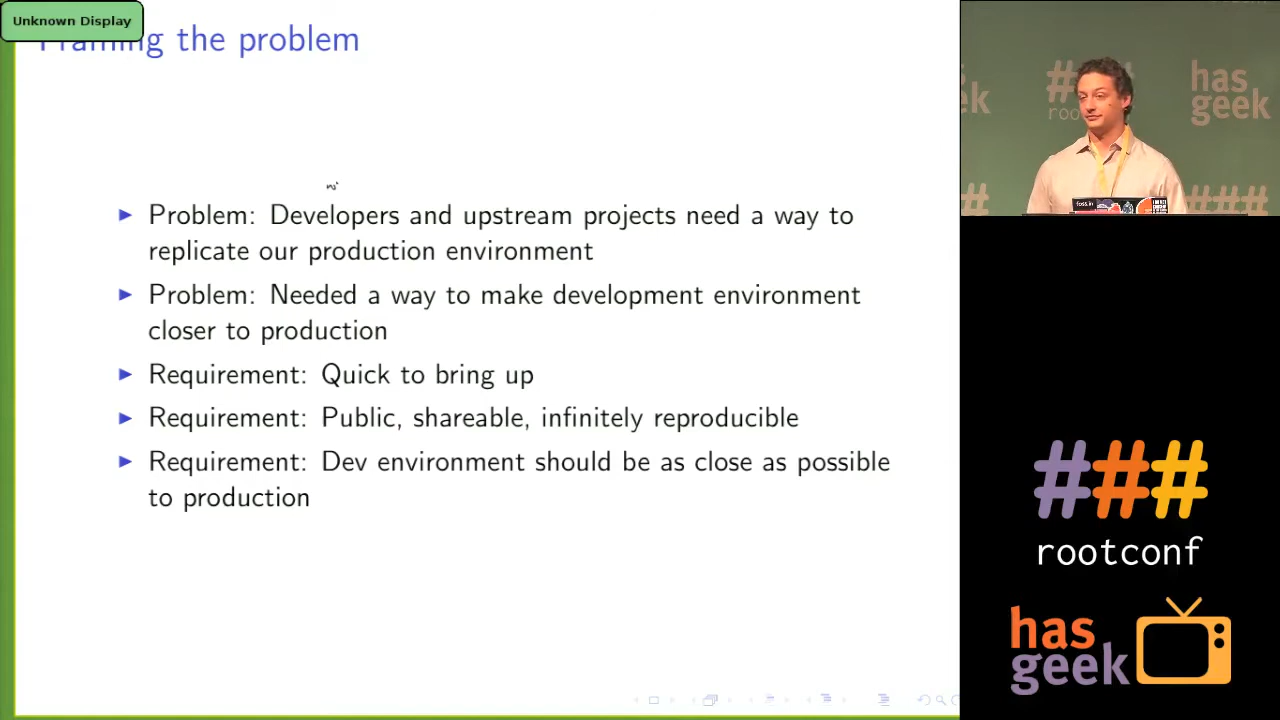 Unknown Display
Framing the problem
Problem: Developers and upstream projects need a way to
replicate our production environment
Problem: Needed a way to make development environment
closer to production
Requirement: Quick to bring up
Requirement: Public, shareable, infinitely reproducible
Requirement: Dev environment should be as close as possible
to production
has
geek
foss.in
###
rootconf
has
geek